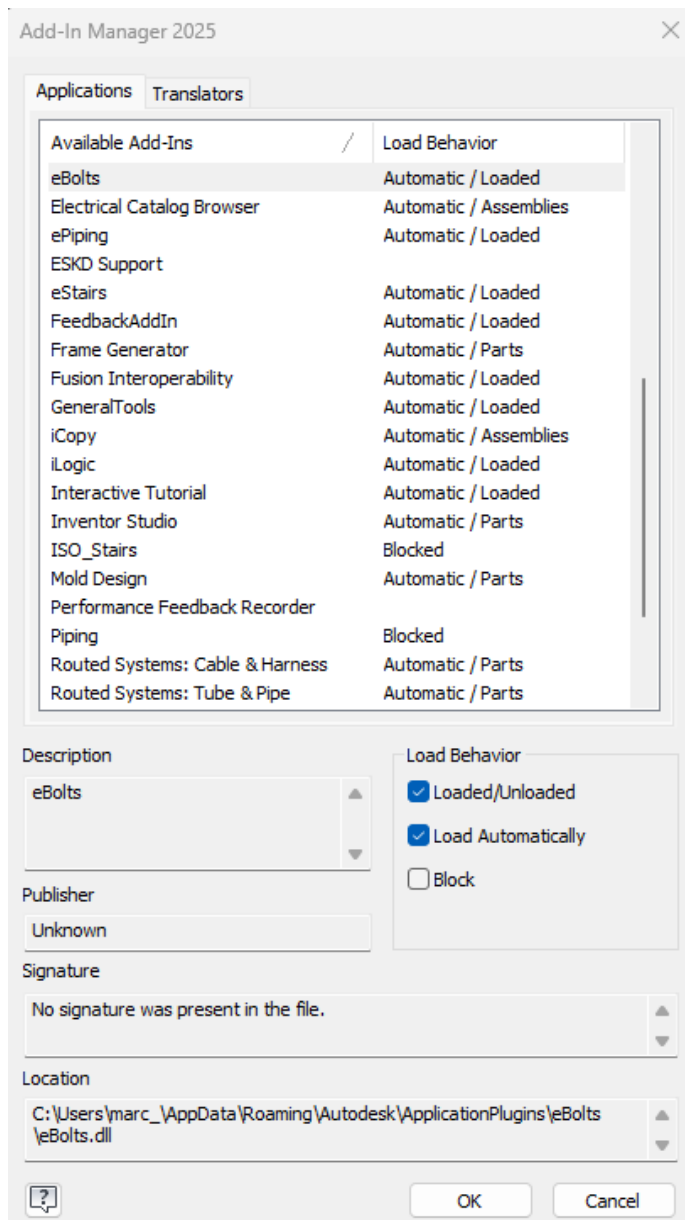 Add-In Manager 2025
Applications Translators
Available Add-Ins Load Behavior
eBolts Automatic / Loaded
Electrical Catalog Browser Automatic / Assemblies
ePiping Automatic / Loaded
ESKD Support
eStairs Automatic / Loaded
FeedbackAddIn Automatic / Loaded
Frame Generator Automatic / Parts
Fusion Interoperability Automatic / Loaded
GeneralTools Automatic / Loaded
iCopy Automatic / Assemblies
iLogic Automatic / Loaded
Interactive Tutorial Automatic / Loaded
Inventor Studio Automatic / Parts
ISO_Stairs Blocked
Mold Design Automatic / Parts
Performance Feedback Recorder
Piping Blocked
Routed Systems: Cable & Harness Automatic / Parts
Routed Systems: Tube & Pipe Automatic / Parts
Description
eBolts
Load Behavior
Loaded/Unloaded
Load Automatically
Block
Publisher
Unknown
Signature
No signature was present in the file.
Location
C:\Users\marc_\AppData\Roaming\Autodesk\ApplicationPlugins\eBolts
\eBolts.dll
?
OK Cancel